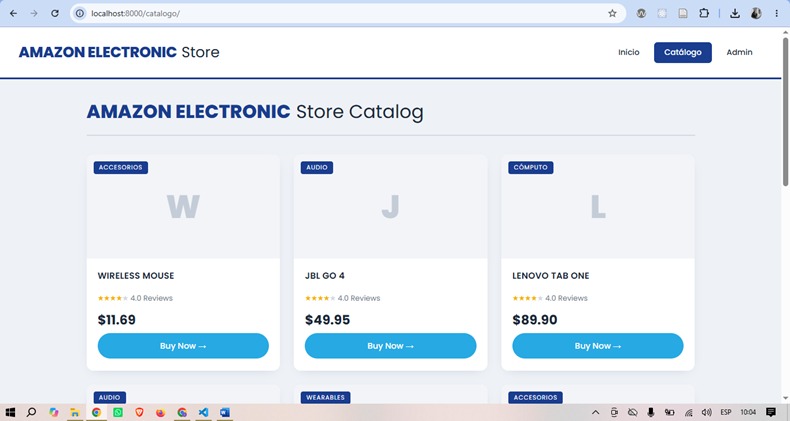 localhost:8000/catalogo/
AMAZON ELECTRONIC Store
Inicio Catálogo Admin
AMAZON ELECTRONIC Store Catalog
ACCESORIOS AUDIO CÓMPUTO
W J L
WIRELESS MOUSE JBL GO 4 LENOVO TAB ONE
★★★★★ 4.0 Reviews ★★★★★ 4.0 Reviews ★★★★★ 4.0 Reviews
$11.69 $49.95 $89.90
Buy Now → Buy Now → Buy Now →
AUDIO WEARABLES ACCESORIOS
ESP 10:04